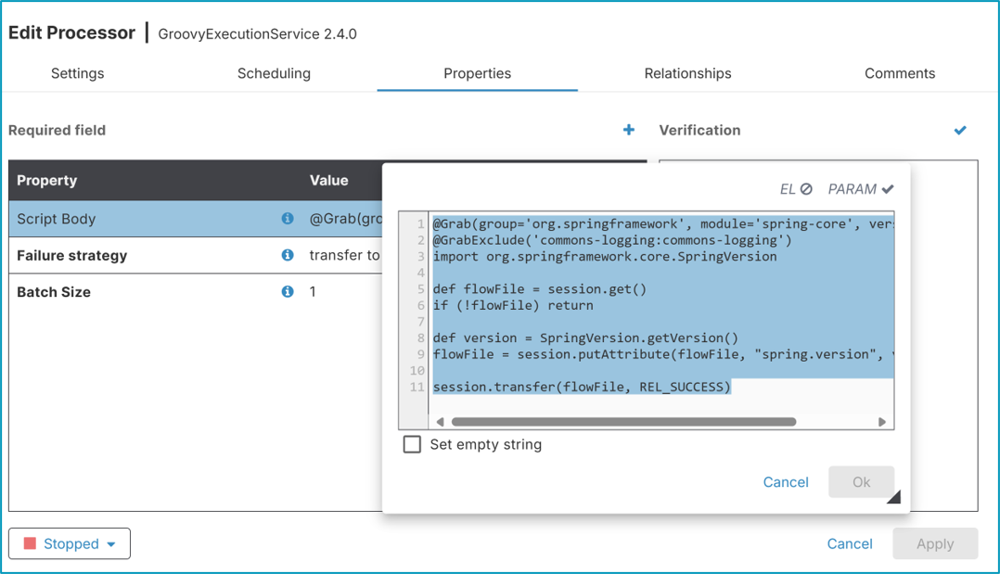 Edit Processor | GroovyExecutionService 2.4.0
Settings Scheduling Properties Relationships Comments
Required field Verification
Property Value
EL PARAM
Script Body @Grab(gro
Failure strategy transfer to
Batch Size 1
1 @Grab(group='org.springframework', module='spring-core', vers
2 @GrabExclude('commons-logging:commons-logging')
3 import org.springframework.core.SpringVersion
4
5 def flowFile = session.get()
6 if (!flowFile) return
7
8 def version = SpringVersion.getVersion()
9 flowFile = session.putAttribute(flowFile, "spring.version", v
10
11 session.transfer(flowFile, REL_SUCCESS)
Set empty string
Cancel Ok
Stopped Cancel Apply